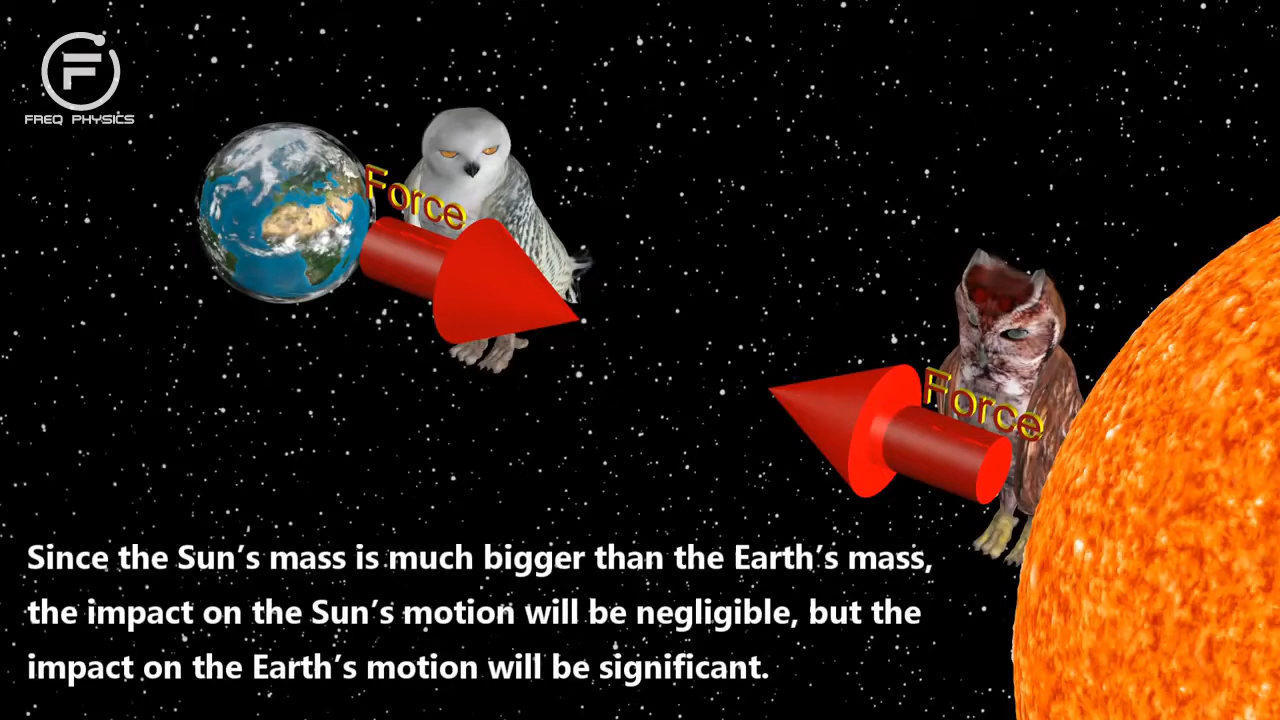 F
FREQ PHYSICS
Force
Force
Since the Sun’s mass is much bigger than the Earth’s mass,
the impact on the Sun’s motion will be negligible, but the
impact on the Earth’s motion will be significant.